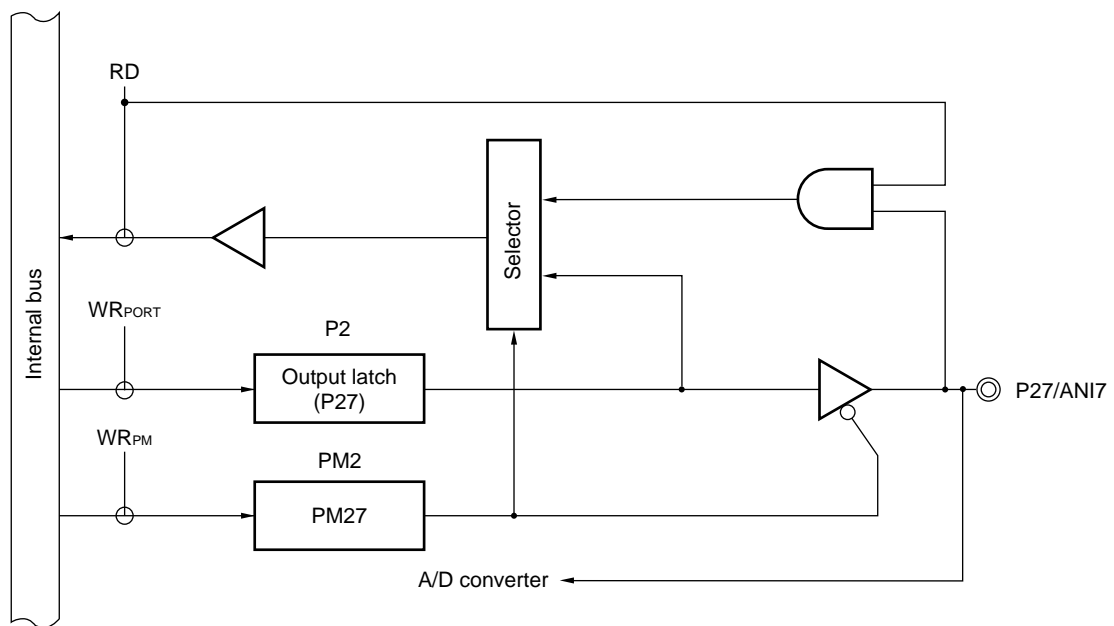 RD
Selector
Internal bus
WRPORT
P2
Output latch
(P27)
P27/ANI7
WRPM
PM2
PM27
A/D converter